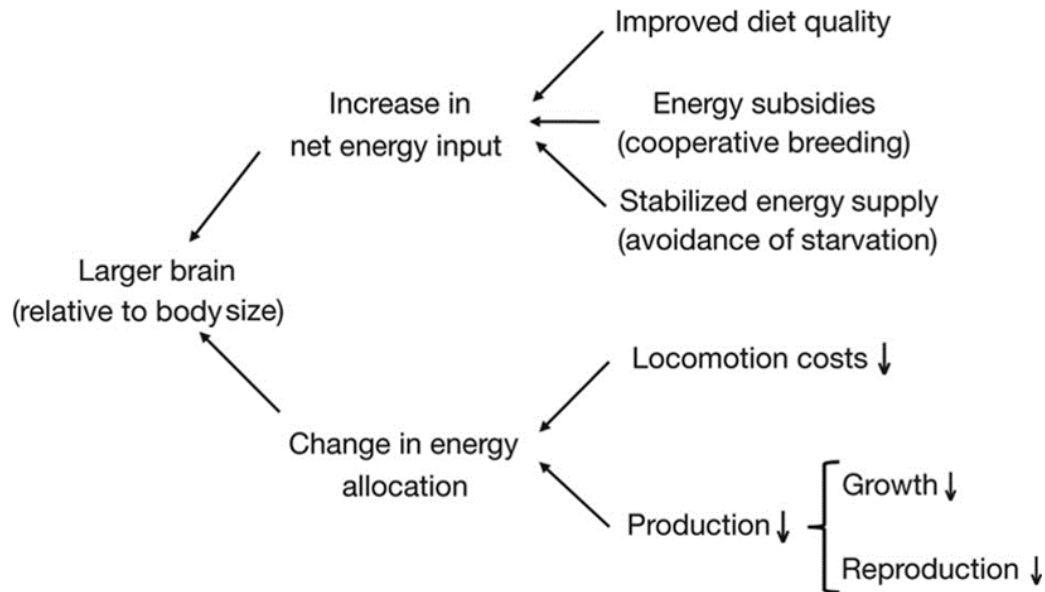 Improved diet quality
Increase in
net energy input
Energy subsidies
(cooperative breeding)
Stabilized energy supply
(avoidance of starvation)
Larger brain
(relative to body size)
Locomotion costs ↓
Change in energy
allocation
Production ↓
Growth ↓
Reproduction ↓